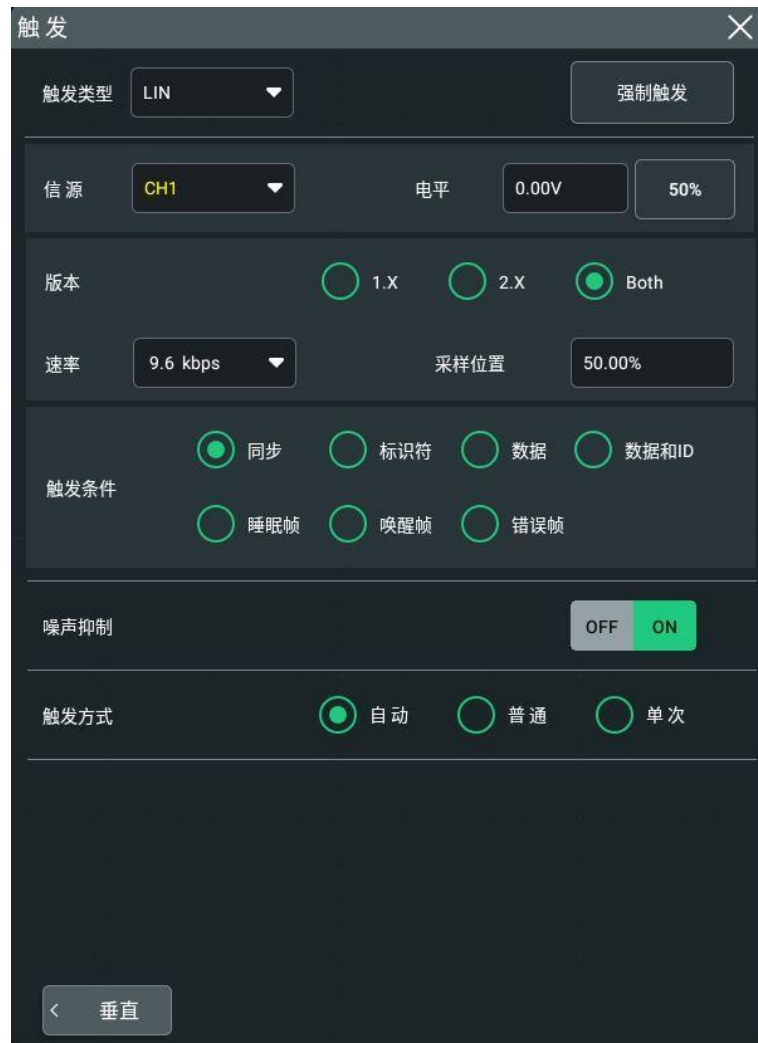 触发
触发类型 LIN 强制触发
信源 CH1 电平 0.00V 50%
版本 1.X 2.X Both
速率 9.6 kbps 采样位置 50.00%
同步 标识符 数据 数据和ID
触发条件
睡眠帧 唤醒帧 错误帧
噪声抑制 OFF ON
触发方式 自动 普通 单次
垂直